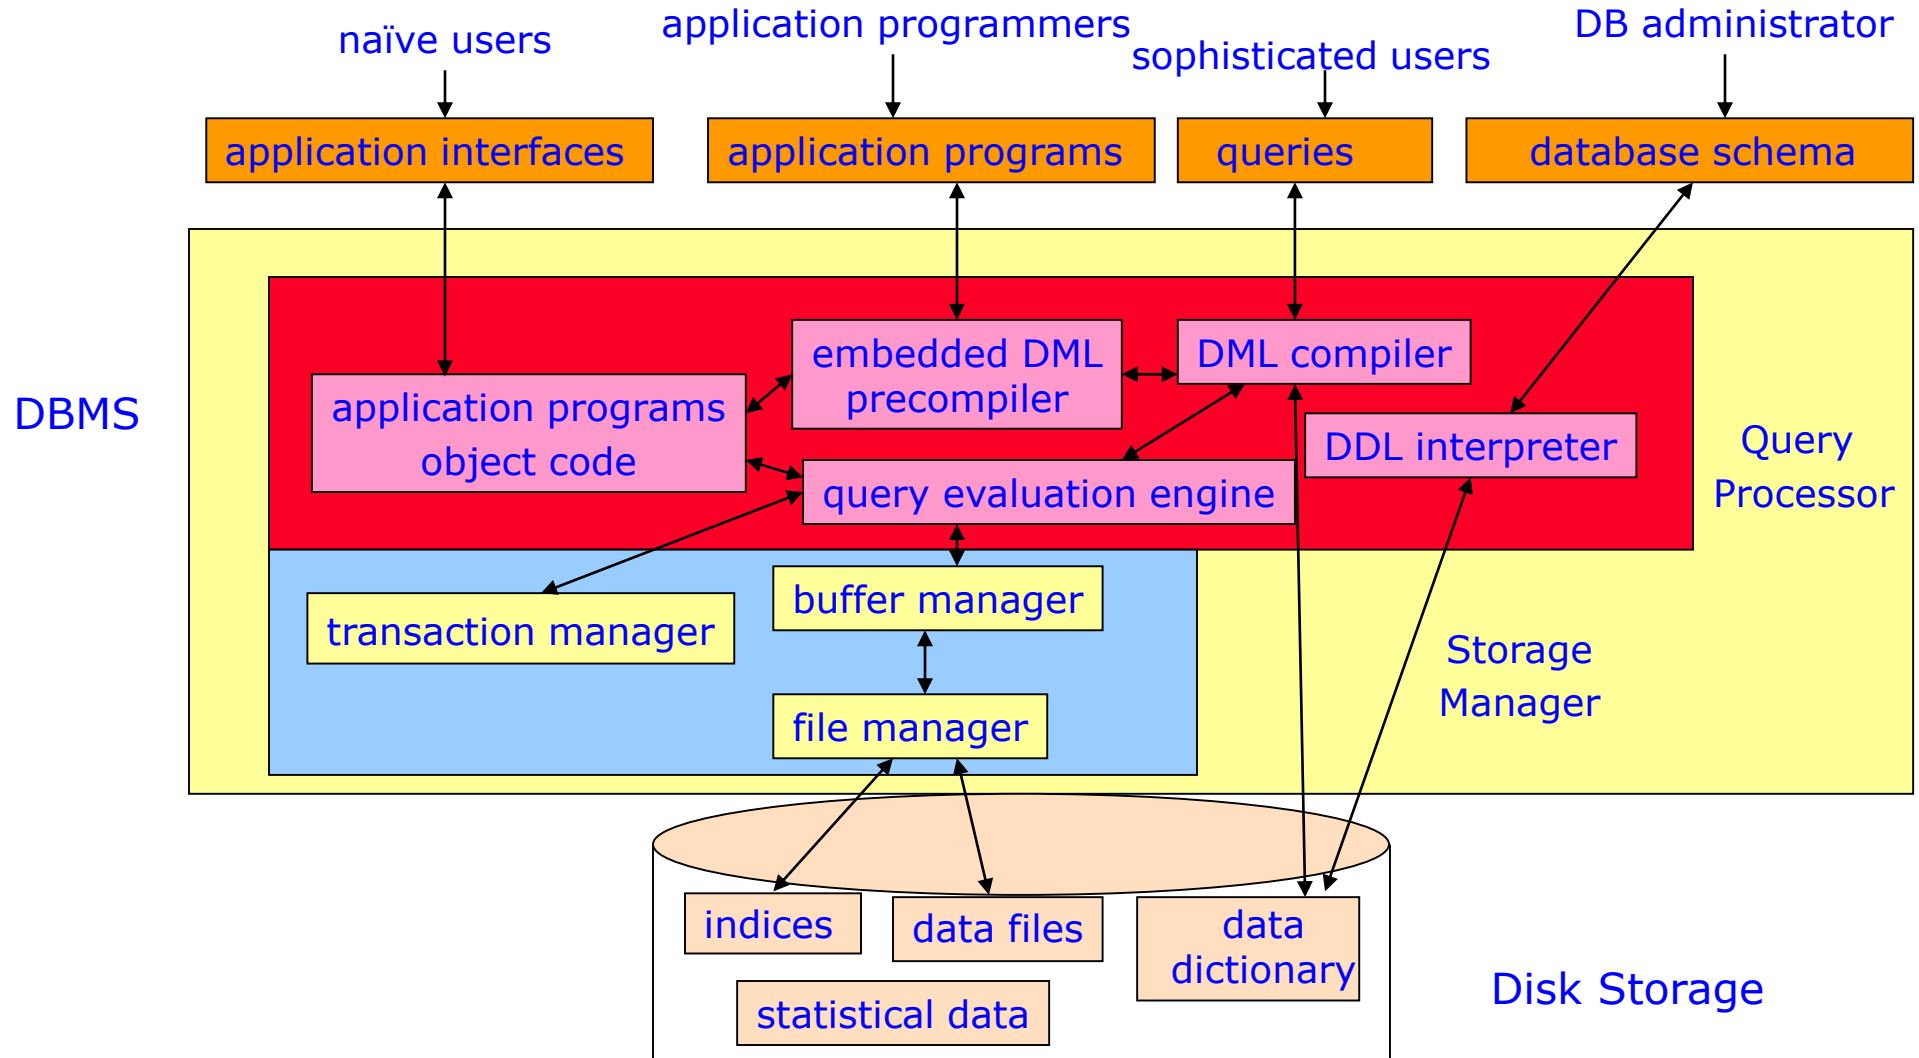 naïve users
application programmers
sophisticated users
DB administrator
application interfaces
application programs
queries
database schema
DBMS
embedded DML
precompiler
DML compiler
application programs
object code
DDL interpreter
query evaluation engine
Query
Processor
transaction manager
buffer manager
file manager
Storage
Manager
indices
data files
data
dictionary
statistical data
Disk Storage